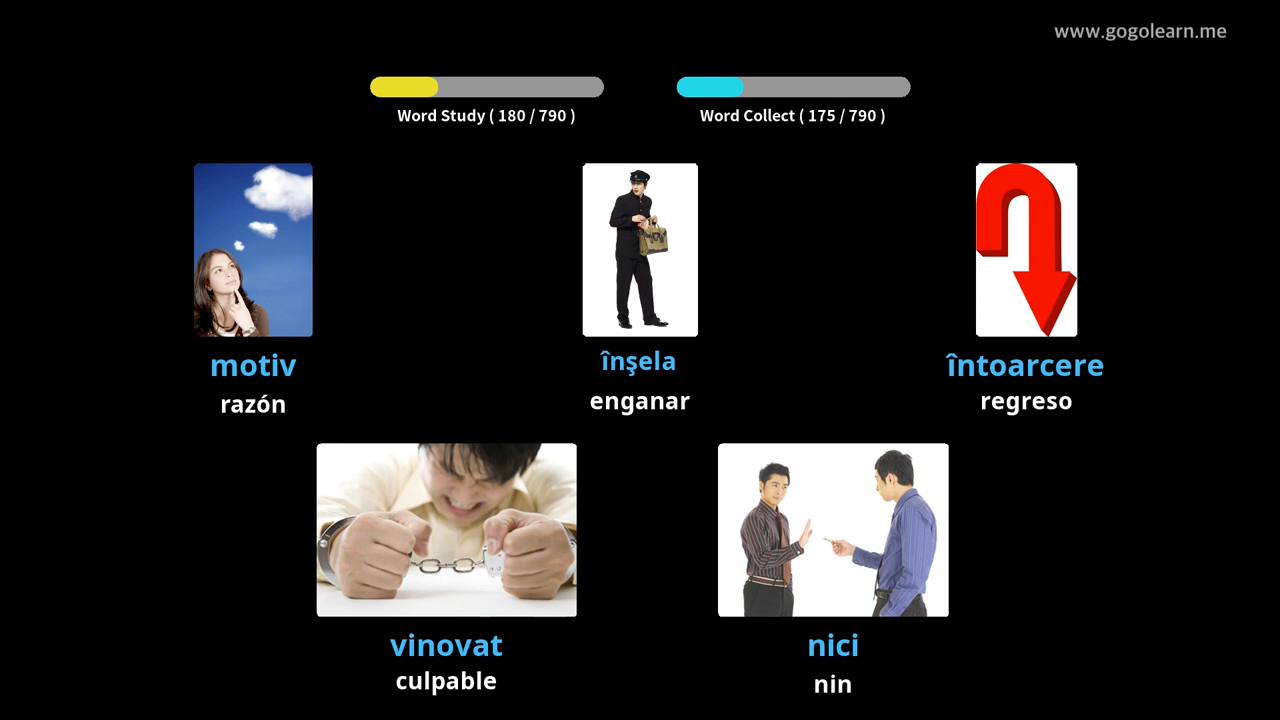 www.gogolearn.me
Word Study ( 180 / 790 )
Word Collect ( 175 / 790 )
motiv
razón
înşela
enganar
întoarcere
regreso
vinovat
culpable
nici
nin